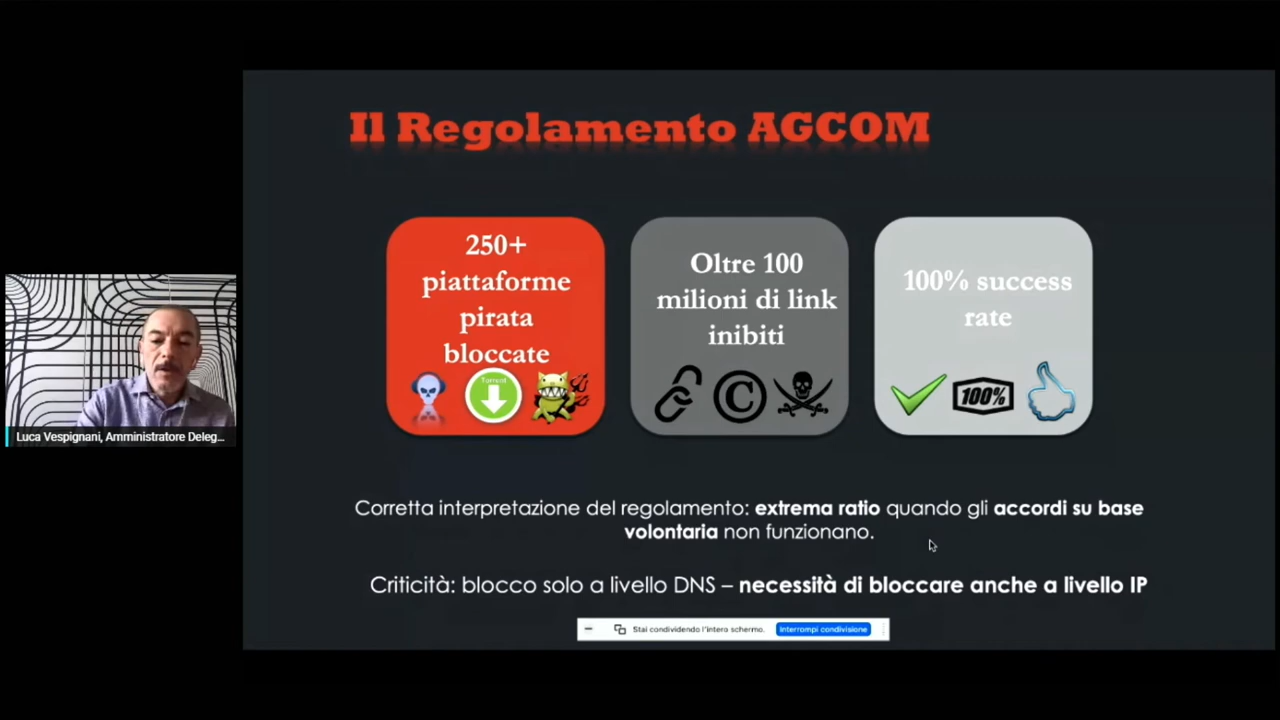 Il Regolamento AGCOM
250+
piattaforme
pirata
bloccate
Torrent
Oltre 100
milioni di link
inibiti
©
100% success
rate
100%
Luca Vespignani, Amministratore Deleg...
Corretta interpretazione del regolamento: extrema ratio quando gli accordi su base
volontaria non funzionano.
Criticità: blocco solo a livello DNS – necessità di bloccare anche a livello IP
Stai condividendo l'intero schermo. Interrompi condivisione